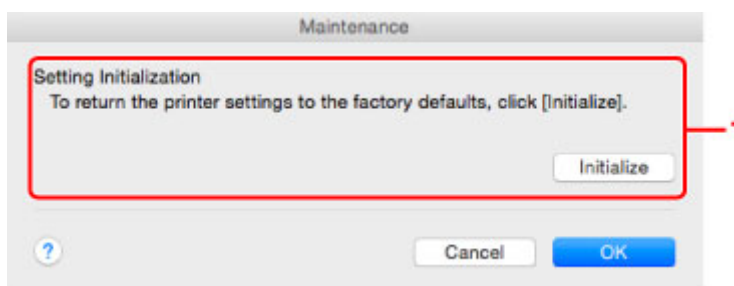 Maintenance
Setting Initialization
To return the printer settings to the factory defaults, click [Initialize].
Initialize
?
Cancel
OK